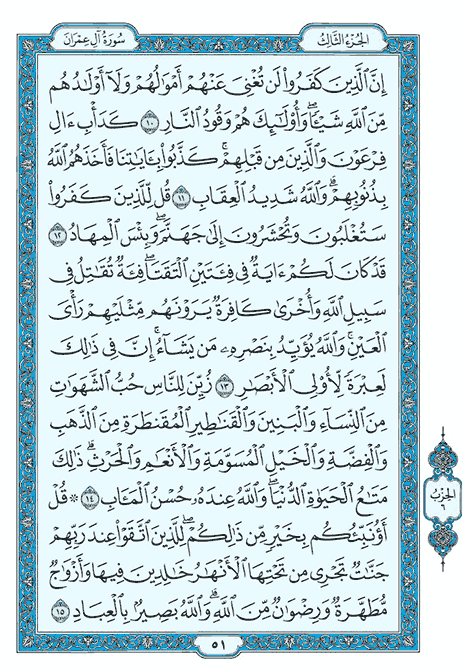 سُورَةُ آلِ عِمْرَان
الجُزْءُ الثَّالِثُ
إِنَّ ٱلَّذِينَ كَفَرُوا۟ لَن تُغْنِىَ عَنْهُمْ أَمْوَٰلُهُمْ وَلَآ أَوْلَـٰدُهُم
مِّنَ ٱللَّهِ شَيْـًٔا ۖ وَأُو۟لَـٰٓئِكَ هُمْ وَقُودُ ٱلنَّارِ ١٠ كَدَأْبِ ءَالِ
فِرْعَوْنَ وَٱلَّذِينَ مِن قَبْلِهِمْ ۚ كَذَّبُوا۟ بِـَٔايَـٰتِنَا فَأَخَذَهُمُ ٱللَّهُ
بِذُنُوبِهِمْ ۗ وَٱللَّهُ شَدِيدُ ٱلْعِقَابِ ١١ قُل لِّلَّذِينَ كَفَرُوا۟
سَتُغْلَبُونَ وَتُحْشَرُونَ إِلَىٰ جَهَنَّمَ ۚ وَبِئْسَ ٱلْمِهَادُ ١٢
قَدْ كَانَ لَكُمْ ءَايَةٌ فِى فِئَتَيْنِ ٱلْتَقَتَا ۖ فِئَةٌ تُقَـٰتِلُ فِى
سَبِيلِ ٱللَّهِ وَأُخْرَىٰ كَافِرَةٌ يَرَوْنَهُم مِّثْلَيْهِمْ رَأْىَ
ٱلْعَيْنِ ۚ وَٱللَّهُ يُؤَيِّدُ بِنَصْرِهِۦ مَن يَشَآءُ ۗ إِنَّ فِى ذَٰلِكَ
لَعِبْرَةً لِّأُو۟لِى ٱلْأَبْصَـٰرِ ١٣ زُيِّنَ لِلنَّاسِ حُبُّ ٱلشَّهَوَٰتِ
مِنَ ٱلنِّسَآءِ وَٱلْبَنِينَ وَٱلْقَنَـٰطِيرِ ٱلْمُقَنطَرَةِ مِنَ ٱلذَّهَبِ
وَٱلْفِضَّةِ وَٱلْخَيْلِ ٱلْمُسَوَّمَةِ وَٱلْأَنْعَـٰمِ وَٱلْحَرْثِ ۗ ذَٰلِكَ
مَتَـٰعُ ٱلْحَيَوٰةِ ٱلدُّنْيَا ۖ وَٱللَّهُ عِندَهُۥ حُسْنُ ٱلْمَـَٔابِ ١٤ ۞ قُلْ
أَؤُنَبِّئُكُم بِخَيْرٍ مِّن ذَٰلِكُمْ ۚ لِلَّذِينَ ٱتَّقَوْا۟ عِندَ رَبِّهِمْ
جَنَّـٰتٌ تَجْرِى مِن تَحْتِهَا ٱلْأَنْهَـٰرُ خَـٰلِدِينَ فِيهَا وَأَزْوَٰجٌ
مُّطَهَّرَةٌ وَرِضْوَٰنٌ مِّنَ ٱللَّهِ ۗ وَٱللَّهُ بَصِيرٌۢ بِٱلْعِبَادِ ١٥
الحِزْبُ
٦
٥١